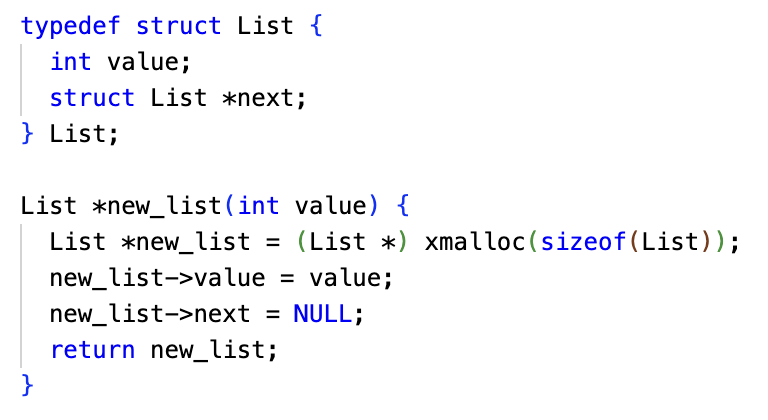 typedef struct List {
  int value;
  struct List *next;
} List;

List *new_list(int value) {
  List *new_list = (List *) xmalloc(sizeof(List));
  new_list->value = value;
  new_list->next = NULL;
  return new_list;
}